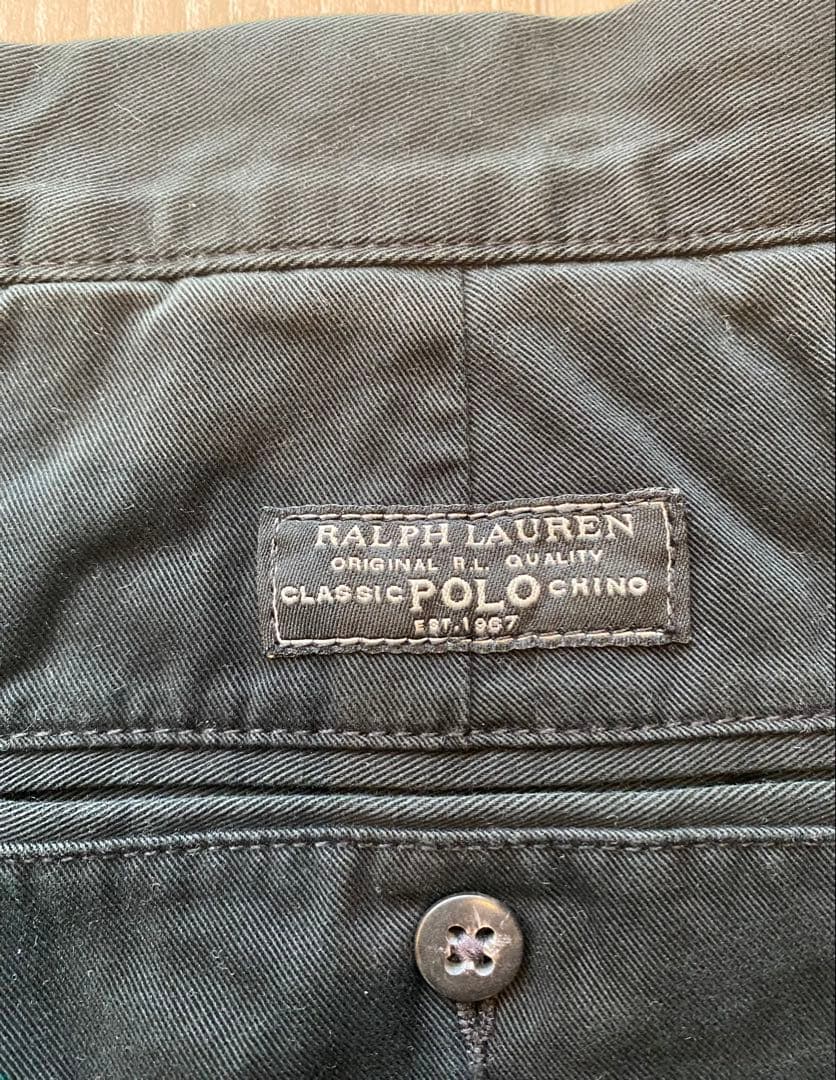 RALPH LAUREN
ORIGINAL R.L. QUALITY
CLASSIC POLO CHINO
EST. 1967